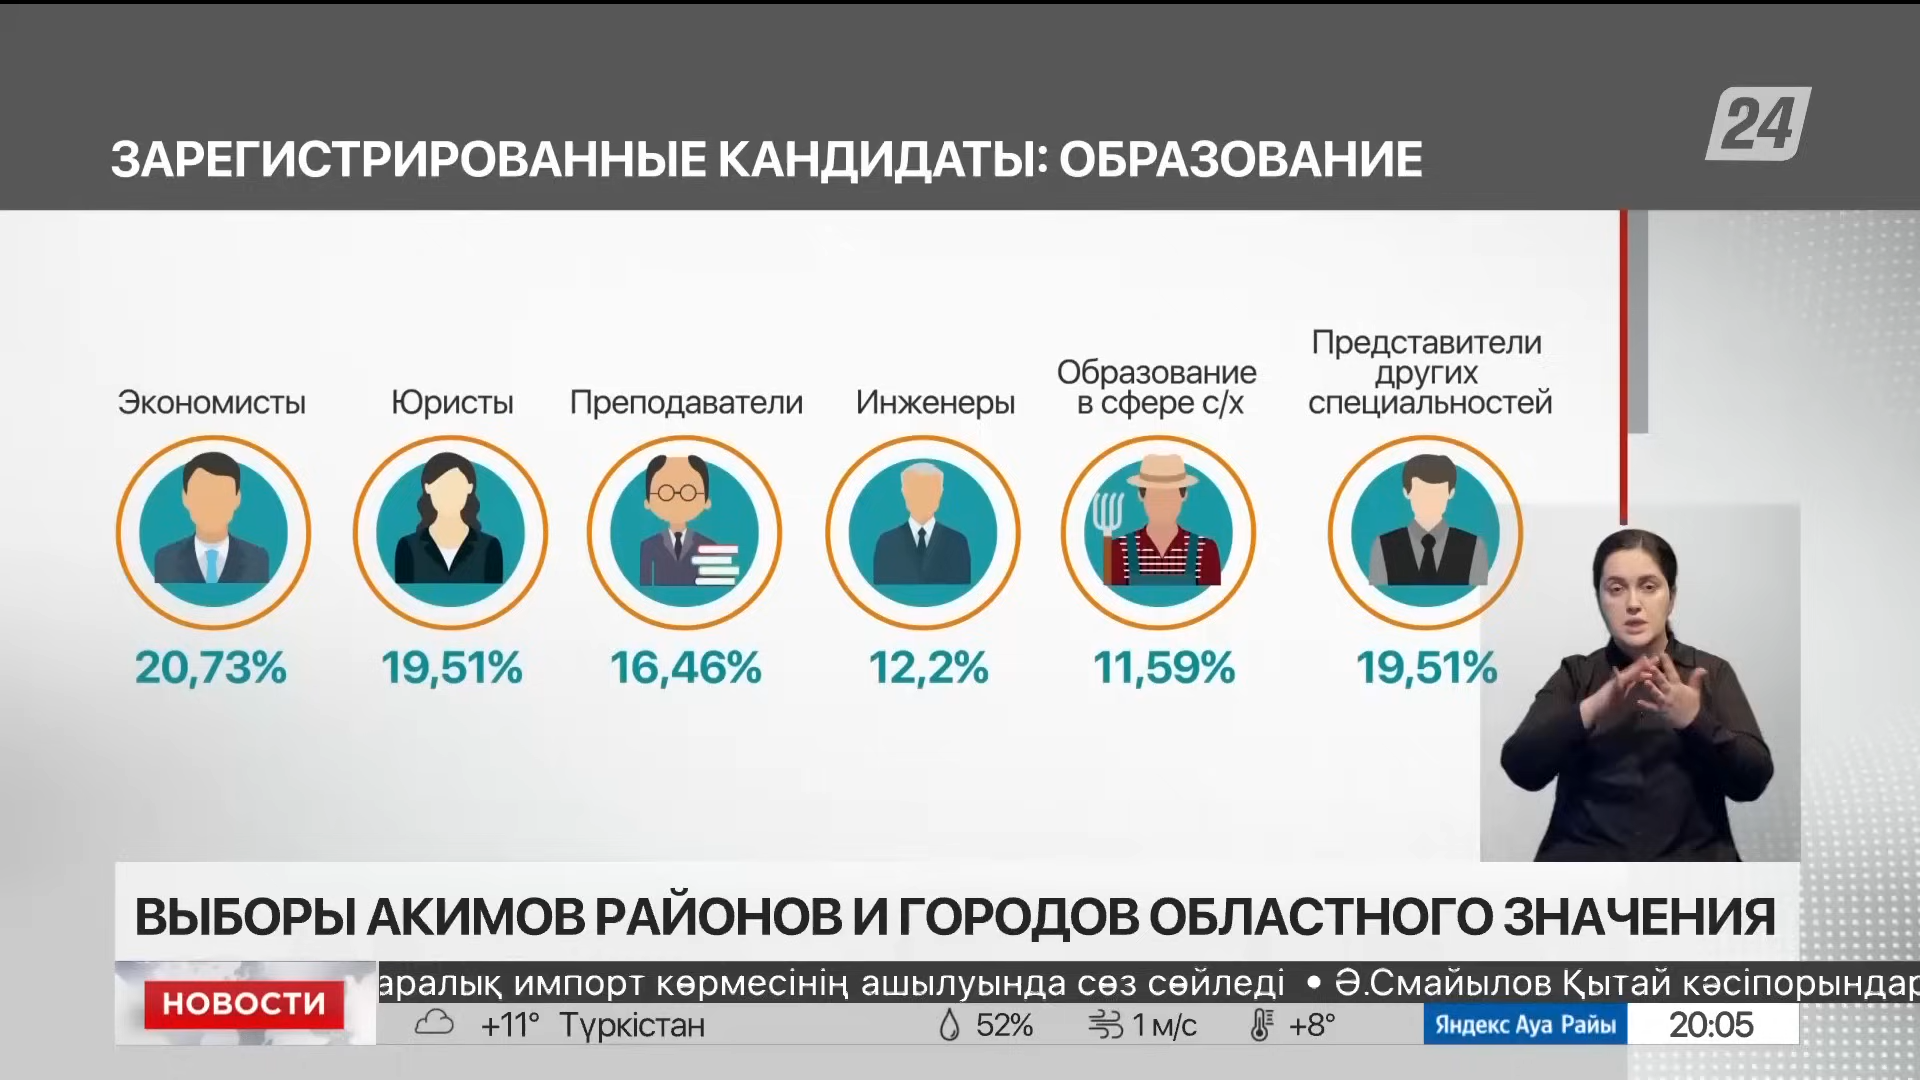 24
ЗАРЕГИСТРИРОВАННЫЕ КАНДИДАТЫ: ОБРАЗОВАНИЕ
Экономисты
20,73%
Юристы
19,51%
Преподаватели
16,46%
Инженеры
12,2%
Образование
в сфере с/х
11,59%
Представители
других
специальностей
19,51%
ВЫБОРЫ АКИМОВ РАЙОНОВ И ГОРОДОВ ОБЛАСТНОГО ЗНАЧЕНИЯ
НОВОСТИ
аралық импорт көрмесінің ашылуында сөз сөйледі • Ә.Смайылов Қытай кәсіпорындар
+11° Түркістан 52% 1 м/с +8° Яндекс Ауа Райы 20:05